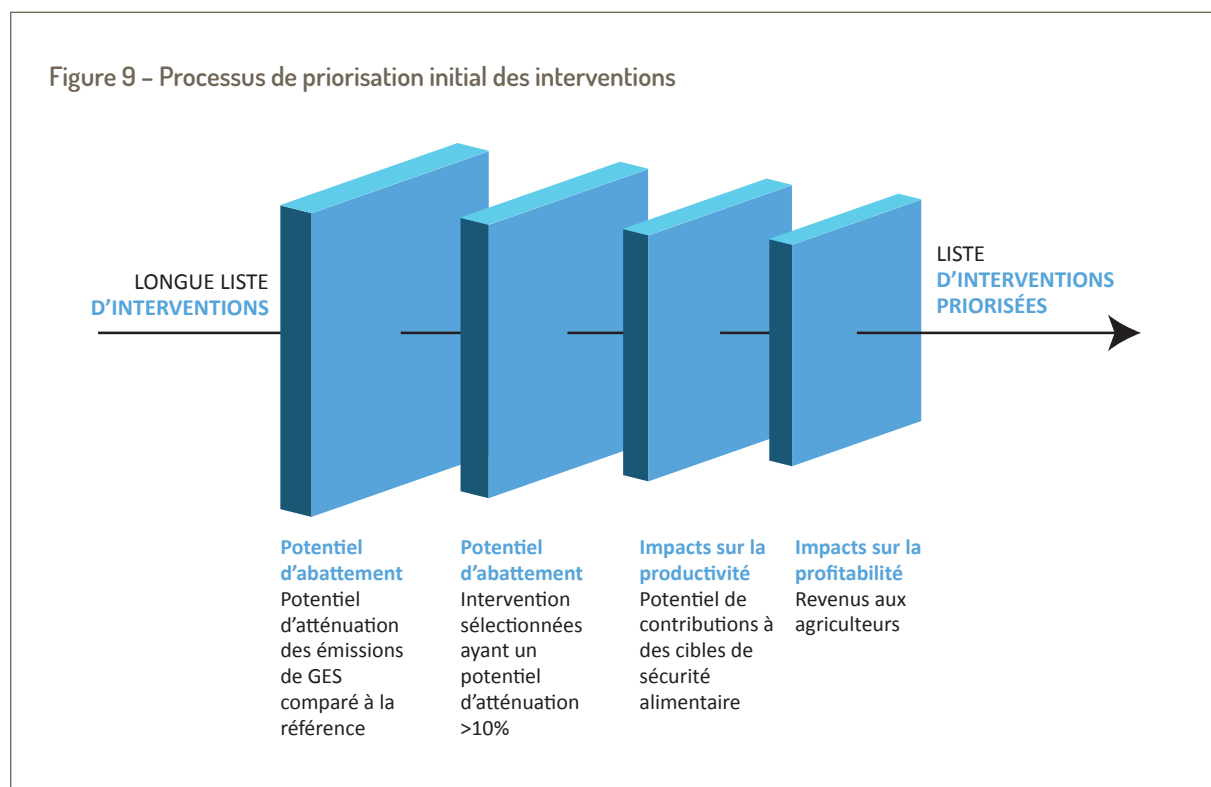 Figure 9 – Processus de priorisation initial des interventions
LONGUE LISTE
D’INTERVENTIONS
LISTE
D’INTERVENTIONS
PRIORISÉES
Potentiel
d’abattement
Potentiel
d’atténuation
des émissions
de GES
comparé à la
référence
Potentiel
d’abattement
Intervention
sélectionnées
ayant un
potentiel
d’atténuation
>10%
Impacts sur la
productivité
Potentiel de
contributions à
des cibles de
sécurité
alimentaire
Impacts sur la
profitabilité
Revenus aux
agriculteurs